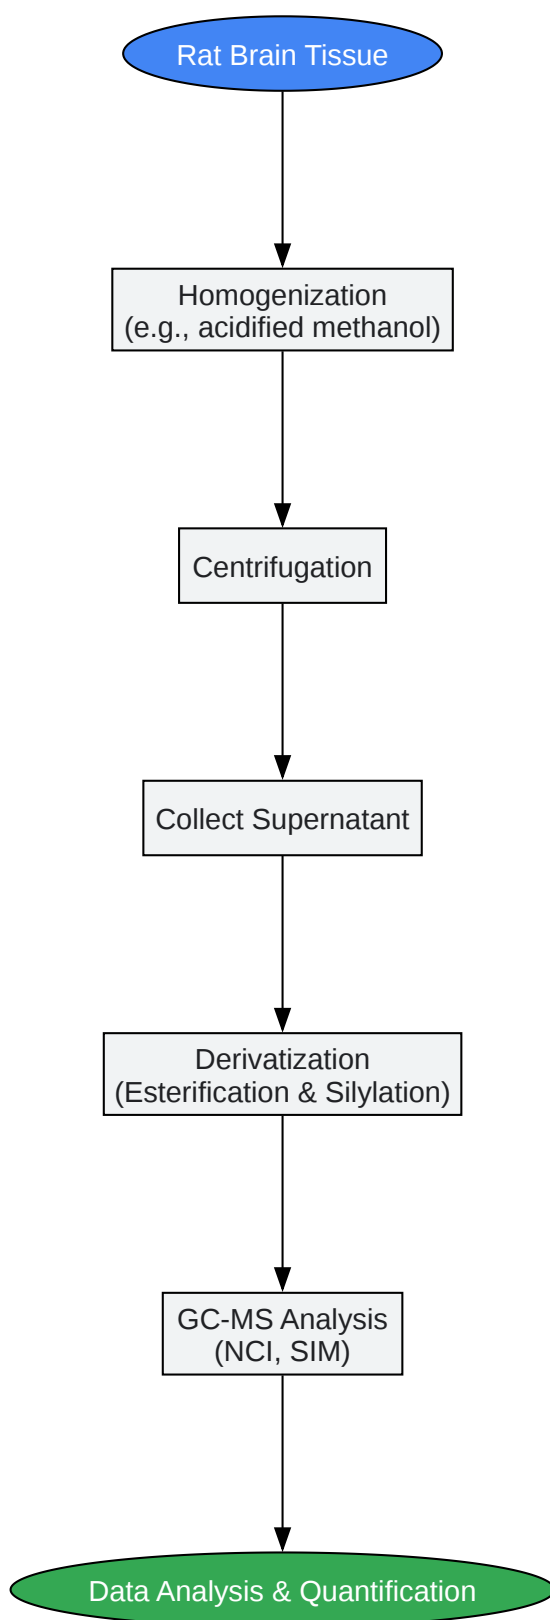 Rat Brain Tissue
Homogenization
(e.g., acidified methanol)
Centrifugation
Collect Supernatant
Derivatization
(Esterification & Silylation)
GC-MS Analysis
(NCI, SIM)
Data Analysis & Quantification